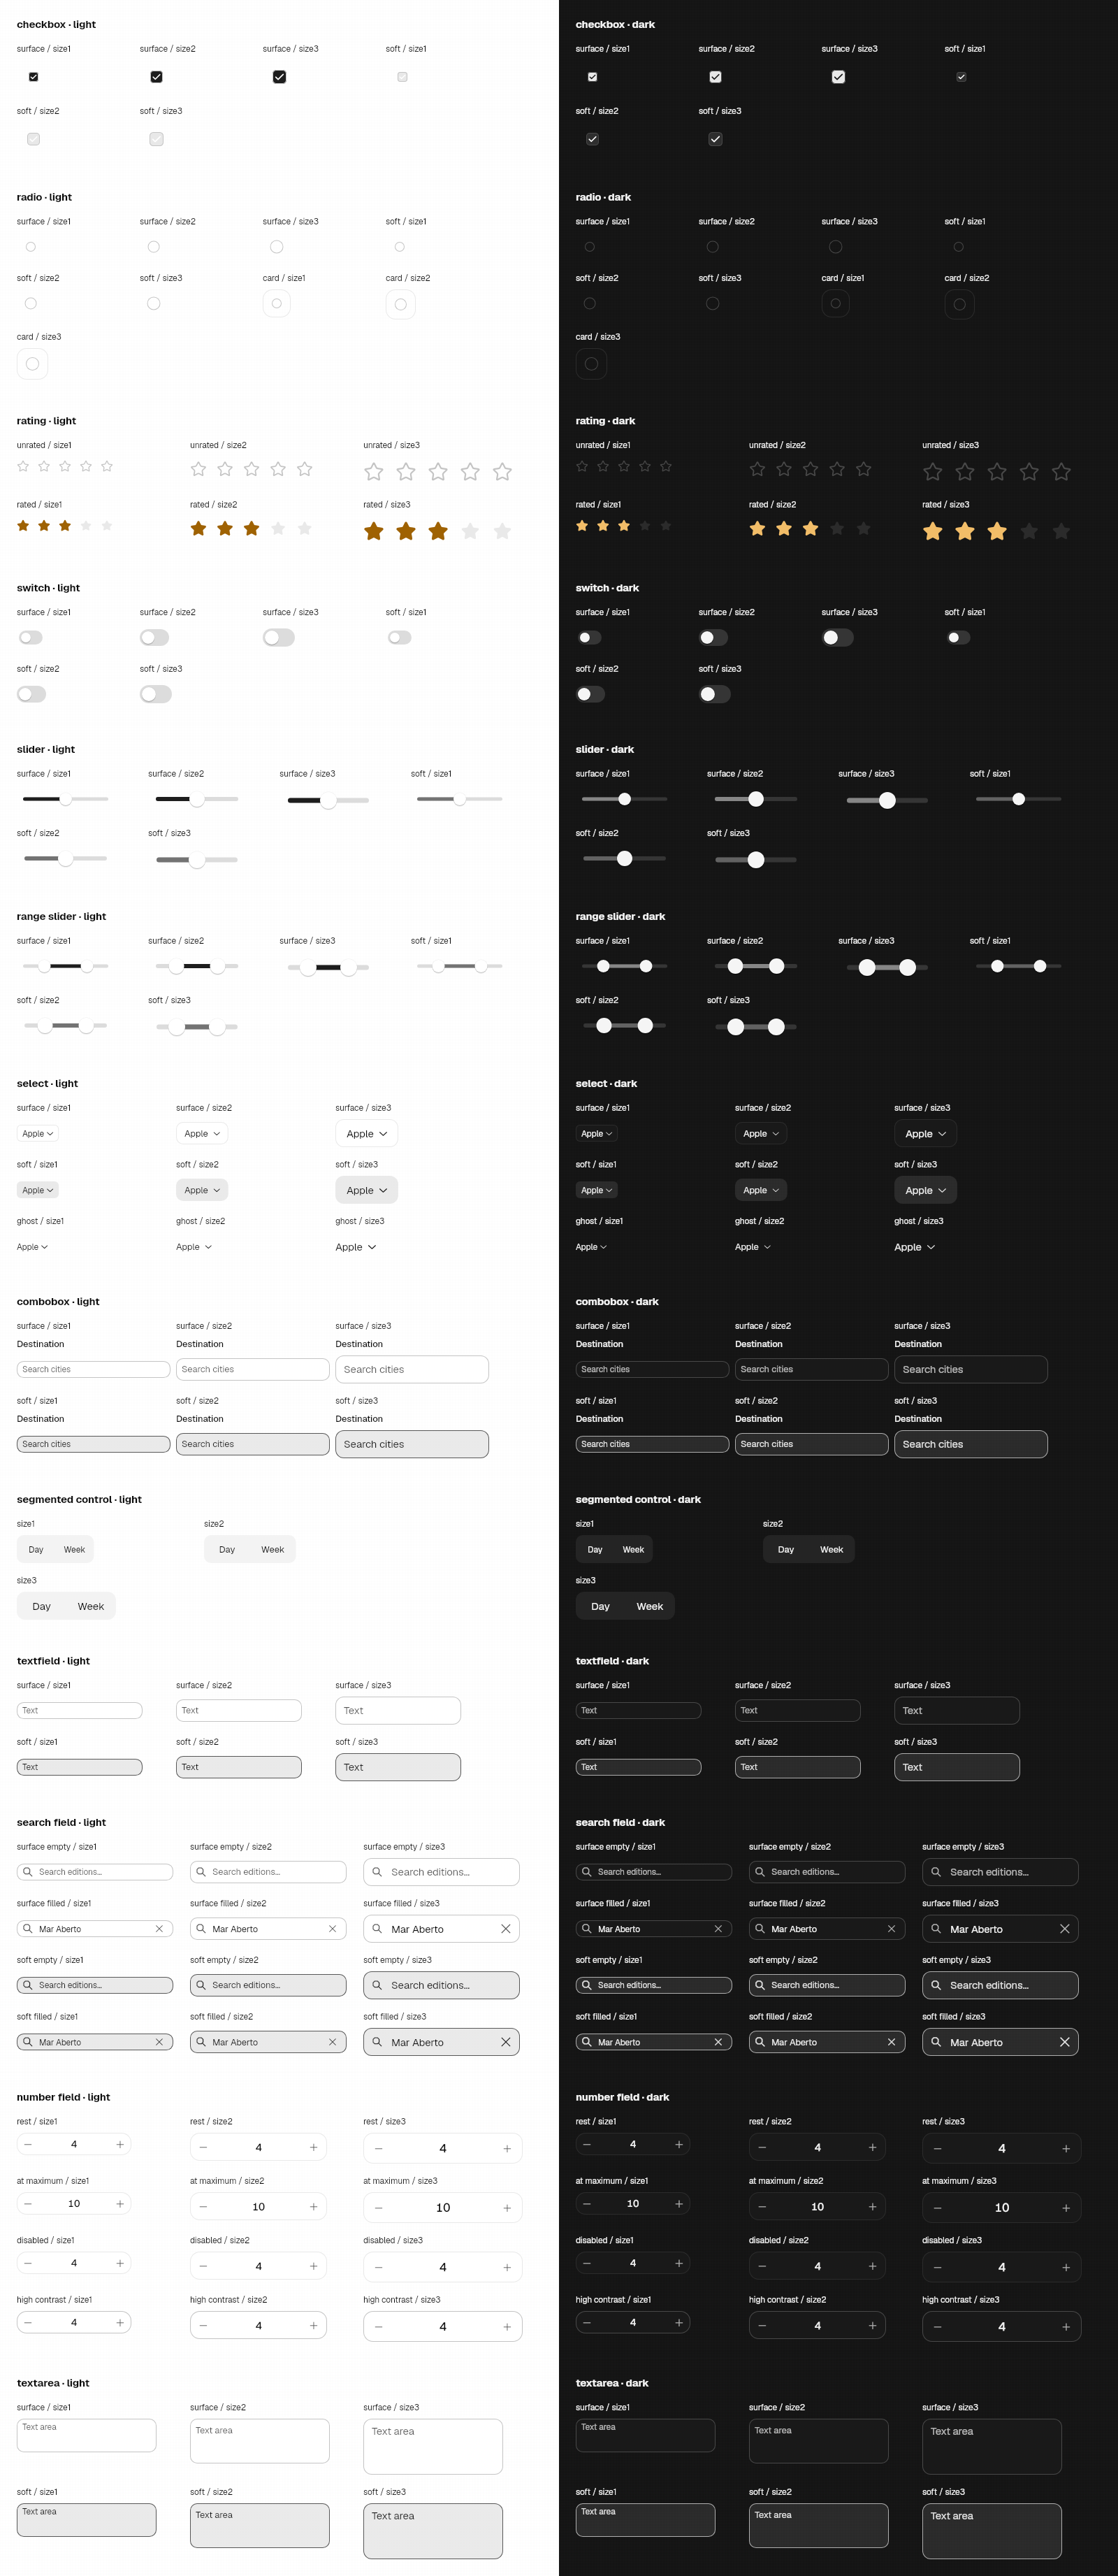 checkbox · light
surface / size1
surface / size2
surface / size3
soft / size1
soft / size2
soft / size3
radio · light
surface / size1
surface / size2
surface / size3
soft / size1
soft / size2
soft / size3
card / size1
card / size2
card / size3
rating · light
unrated / size1
unrated / size2
unrated / size3
rated / size1
rated / size2
rated / size3
switch · light
surface / size1
surface / size2
surface / size3
soft / size1
soft / size2
soft / size3
slider · light
surface / size1
surface / size2
surface / size3
soft / size1
soft / size2
soft / size3
range slider · light
surface / size1
surface / size2
surface / size3
soft / size1
soft / size2
soft / size3
select · light
surface / size1
surface / size2
surface / size3
Apple
Apple
Apple
soft / size1
soft / size2
soft / size3
Apple
Apple
Apple
ghost / size1
ghost / size2
ghost / size3
Apple
Apple
Apple
combobox · light
surface / size1
surface / size2
surface / size3
Destination
Destination
Destination
Search cities
Search cities
Search cities
soft / size1
soft / size2
soft / size3
Destination
Destination
Destination
Search cities
Search cities
Search cities
segmented control · light
size1
size2
Day
Week
Day
Week
size3
Day
Week
textfield · light
surface / size1
surface / size2
surface / size3
Text
Text
Text
soft / size1
soft / size2
soft / size3
Text
Text
Text
search field · light
surface empty / size1
surface empty / size2
surface empty / size3
Search editions...
Search editions...
Search editions...
surface filled / size1
surface filled / size2
surface filled / size3
Mar Aberto
Mar Aberto
Mar Aberto
soft empty / size1
soft empty / size2
soft empty / size3
Search editions...
Search editions...
Search editions...
soft filled / size1
soft filled / size2
soft filled / size3
Mar Aberto
Mar Aberto
Mar Aberto
number field · light
rest / size1
rest / size2
rest / size3
4
4
4
at maximum / size1
at maximum / size2
at maximum / size3
10
10
10
disabled / size1
disabled / size2
disabled / size3
4
4
4
high contrast / size1
high contrast / size2
high contrast / size3
4
4
4
textarea · light
surface / size1
surface / size2
surface / size3
Text area
Text area
Text area
soft / size1
soft / size2
soft / size3
Text area
Text area
Text area
checkbox · dark
surface / size1
surface / size2
surface / size3
soft / size1
soft / size2
soft / size3
radio · dark
surface / size1
surface / size2
surface / size3
soft / size1
soft / size2
soft / size3
card / size1
card / size2
card / size3
rating · dark
unrated / size1
unrated / size2
unrated / size3
rated / size1
rated / size2
rated / size3
switch · dark
surface / size1
surface / size2
surface / size3
soft / size1
soft / size2
soft / size3
slider · dark
surface / size1
surface / size2
surface / size3
soft / size1
soft / size2
soft / size3
range slider · dark
surface / size1
surface / size2
surface / size3
soft / size1
soft / size2
soft / size3
select · dark
surface / size1
surface / size2
surface / size3
Apple
Apple
Apple
soft / size1
soft / size2
soft / size3
Apple
Apple
Apple
ghost / size1
ghost / size2
ghost / size3
Apple
Apple
Apple
combobox · dark
surface / size1
surface / size2
surface / size3
Destination
Destination
Destination
Search cities
Search cities
Search cities
soft / size1
soft / size2
soft / size3
Destination
Destination
Destination
Search cities
Search cities
Search cities
segmented control · dark
size1
size2
Day
Week
Day
Week
size3
Day
Week
textfield · dark
surface / size1
surface / size2
surface / size3
Text
Text
Text
soft / size1
soft / size2
soft / size3
Text
Text
Text
search field · dark
surface empty / size1
surface empty / size2
surface empty / size3
Search editions...
Search editions...
Search editions...
surface filled / size1
surface filled / size2
surface filled / size3
Mar Aberto
Mar Aberto
Mar Aberto
soft empty / size1
soft empty / size2
soft empty / size3
Search editions...
Search editions...
Search editions...
soft filled / size1
soft filled / size2
soft filled / size3
Mar Aberto
Mar Aberto
Mar Aberto
number field · dark
rest / size1
rest / size2
rest / size3
4
4
4
at maximum / size1
at maximum / size2
at maximum / size3
10
10
10
disabled / size1
disabled / size2
disabled / size3
4
4
4
high contrast / size1
high contrast / size2
high contrast / size3
4
4
4
textarea · dark
surface / size1
surface / size2
surface / size3
Text area
Text area
Text area
soft / size1
soft / size2
soft / size3
Text area
Text area
Text area